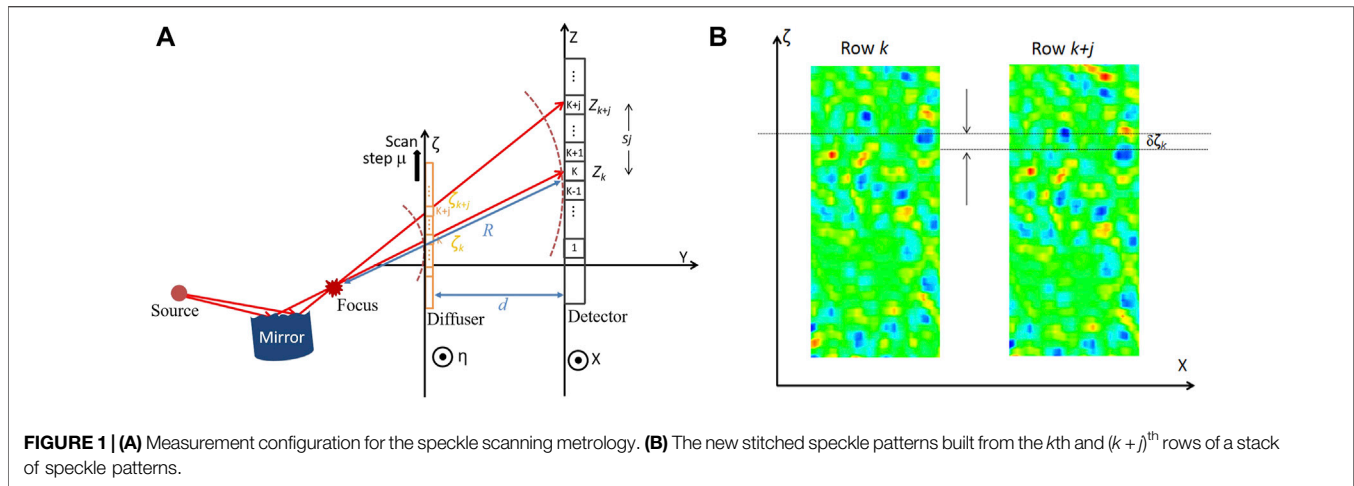 A
Z
⋮
K+j
Z_{k+j}
⋮
sj
K+1
K
Z_k
K-1
⋮
1
Scan
step μ
ζ
K+j
ζ_{k+j}
ζ_k
R
Y
d
Source
Mirror
Focus
Diffuser
Detector
η
X
B
ζ
Row k
Row k+j
δζ_k
X
FIGURE 1 | (A) Measurement configuration for the speckle scanning metrology. (B) The new stitched speckle patterns built from the kth and (k + j)th rows of a stack
of speckle patterns.